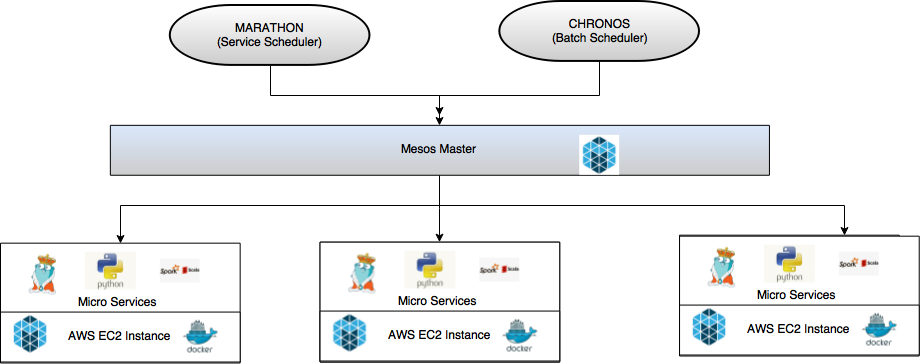 MARATHON
(Service Scheduler)
CHRONOS
(Batch Scheduler)
Mesos Master
python
Spark Scala
Micro Services
AWS EC2 Instance
docker
python
Spark Scala
Micro Services
AWS EC2 Instance
docker
python
Spark Scala
Micro Services
AWS EC2 Instance
docker